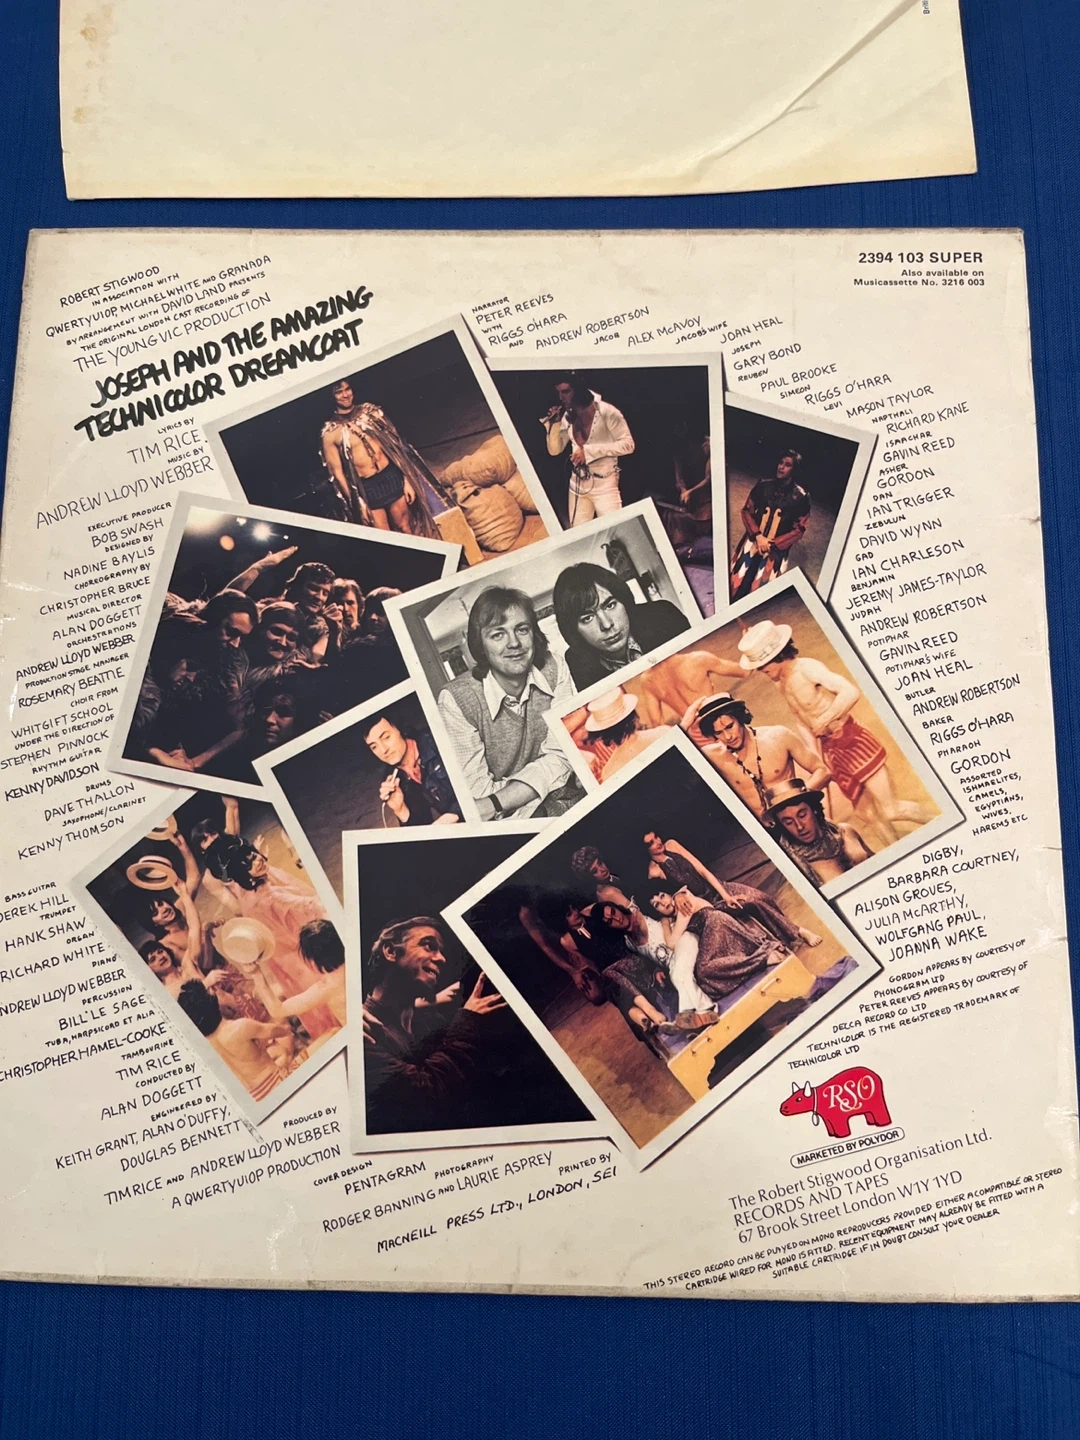 ROBERT STIGWOOD
IN ASSOCIATION WITH
QWERTYUIOP, MICHAEL WHITE AND GRANADA
BY ARRANGEMENT WITH DAVID LAND PRESENTS
THE ORIGINAL LONDON CAST RECORDING OF
THE YOUNG VIC PRODUCTION
JOSEPH AND THE AMAZING
TECHNICOLOR DREAMCOAT
LYRICS BY
TIM RICE
MUSIC BY
ANDREW LLOYD WEBBER
EXECUTIVE PRODUCER
BOB SWASH
DESIGNED BY
NADINE BAYLIS
CHOREOGRAPHY BY
CHRISTOPHER BRUCE
MUSICAL DIRECTOR
ALAN DOGGETT
ORCHESTRATIONS
ANDREW LLOYD WEBBER
PRODUCTION STAGE MANAGER
ROSEMARY BEATTIE
CHOIR FROM
WHITGIFT SCHOOL
UNDER THE DIRECTION OF
STEPHEN PINNOCK
RHYTHM GUITAR
KENNY DAVIDSON
DRUMS
DAVE THALLON
SAXOPHONE/CLARINET
KENNY THOMSON
BASS GUITAR
DEREK HILL
TRUMPET
HANK SHAW
ORGAN
RICHARD WHITE
PIANO
ANDREW LLOYD WEBBER
PERCUSSION
BILL LE SAGE
TUBA, HARPSICORD ET ALIA
CHRISTOPHER HAMEL-COOKE
TAMBOURINE
TIM RICE
CONDUCTED BY
ALAN DOGGETT
ENGINEERED BY
KEITH GRANT, ALAN O'DUFFY,
DOUGLAS BENNETT
PRODUCED BY
TIM RICE AND ANDREW LLOYD WEBBER
A QWERTYUIOP PRODUCTION
COVER DESIGN
PENTAGRAM
PHOTOGRAPHY
RODGER BANNING AND LAURIE ASPREY
PRINTED BY
MACNEILL PRESS LTD., LONDON, SE1
2394 103 SUPER
Also available on
Musicassette No. 3216 003
NARRATOR
PETER REEVES
WITH
RIGGS O'HARA
AND ANDREW ROBERTSON
JACOB ALEX McAVOY
JACOB'S WIFE JOAN HEAL
JOSEPH
GARY BOND
REUBEN
PAUL BROOKE
SIMEON
RIGGS O'HARA
LEVI
MASON TAYLOR
NAPTHALI
RICHARD KANE
ISAACHAR
GAVIN REED
ASHER
GORDON
DAN
IAN TRIGGER
ZEBULUN
DAVID WYNN
GAD
IAN CHARLESON
BENJAMIN
JEREMY JAMES-TAYLOR
JUDAH
ANDREW ROBERTSON
POTIPHAR
GAVIN REED
POTIPHAR'S WIFE
JOAN HEAL
BUTLER
ANDREW ROBERTSON
BAKER
RIGGS O'HARA
PHARAOH
GORDON
ASSORTED
ISHMAELITES,
CAMELS,
EGYPTIANS,
WIVES,
HAREMS ETC
DIGBY,
BARBARA COURTNEY,
ALISON GROVES,
JULIA McARTHY,
WOLFGANG PAUL,
JOANNA WAKE
GORDON APPEARS BY COURTESY OF
PHONOGRAM LTD
PETER REEVES APPEARS BY COURTESY OF
DECCA RECORD CO LTD
TECHNICOLOR IS THE REGISTERED TRADEMARK OF
TECHNICOLOR LTD
RSO
MARKETED BY POLYDOR
The Robert Stigwood Organisation Ltd.
RECORDS AND TAPES
67 Brook Street London W1Y 1YD
THIS STEREO RECORD CAN BE PLAYED ON MONO REPRODUCERS PROVIDED EITHER A COMPATIBLE OR STEREO
CARTRIDGE WIRED FOR MONO IS FITTED. RECENT EQUIPMENT MAY ALREADY BE FITTED WITH A
SUITABLE CARTRIDGE IF IN DOUBT CONSULT YOUR DEALER